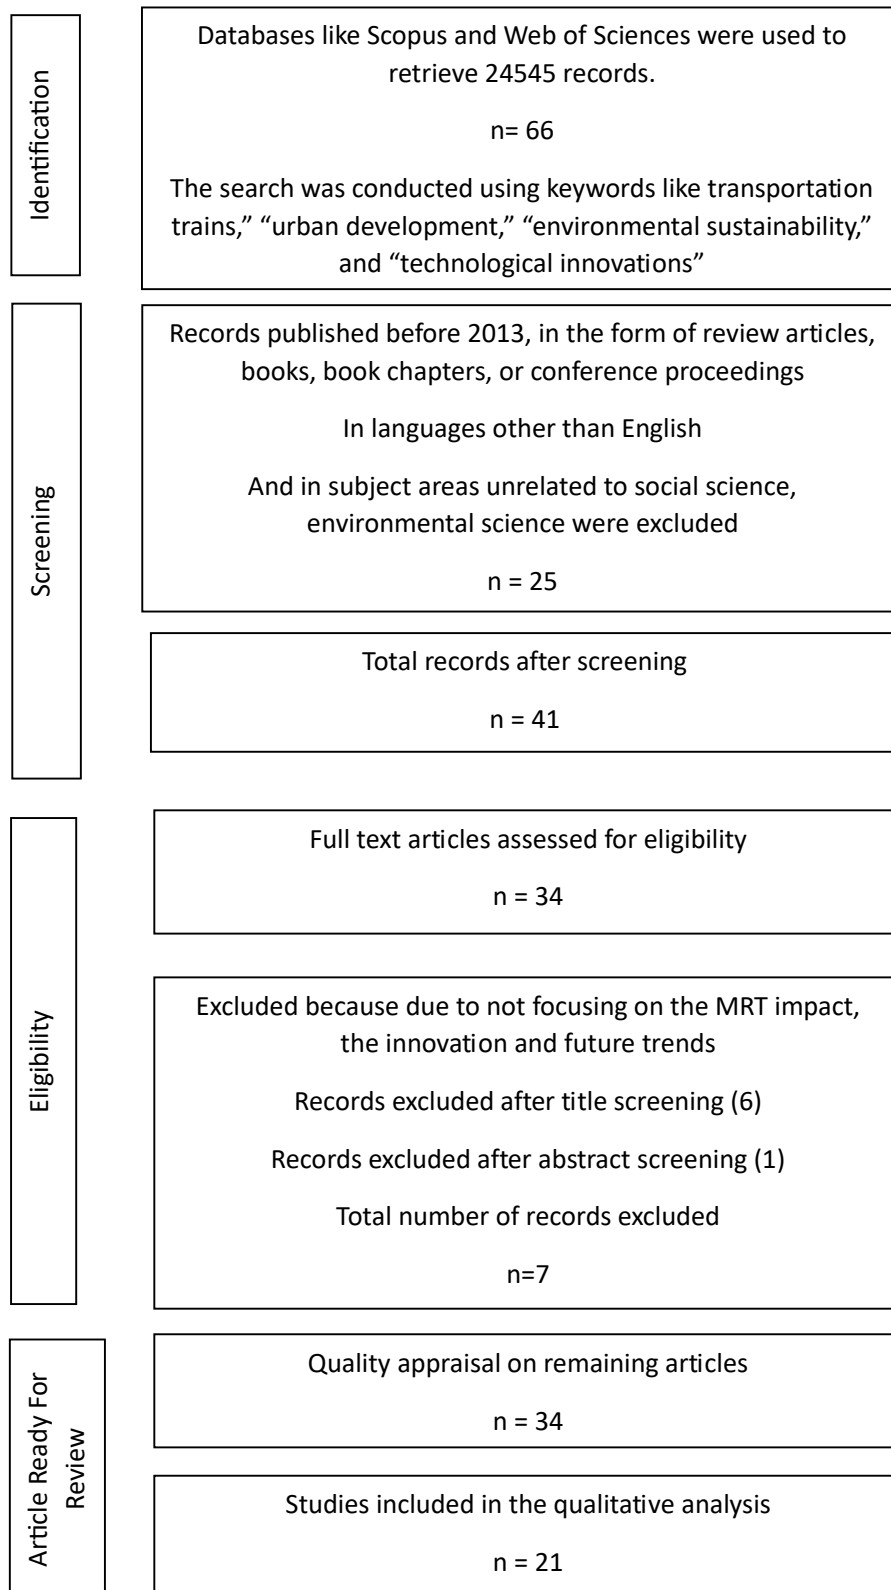 Identification
Databases like Scopus and Web of Sciences were used to
retrieve 24545 records.
n= 66
The search was conducted using keywords like transportation
trains,” “urban development,” “environmental sustainability,”
and “technological innovations”
Screening
Records published before 2013, in the form of review articles,
books, book chapters, or conference proceedings
In languages other than English
And in subject areas unrelated to social science,
environmental science were excluded
n = 25
Total records after screening
n = 41
Eligibility
Full text articles assessed for eligibility
n = 34
Excluded because due to not focusing on the MRT impact,
the innovation and future trends
Records excluded after title screening (6)
Records excluded after abstract screening (1)
Total number of records excluded
n=7
Article Ready For
Review
Quality appraisal on remaining articles
n = 34
Studies included in the qualitative analysis
n = 21